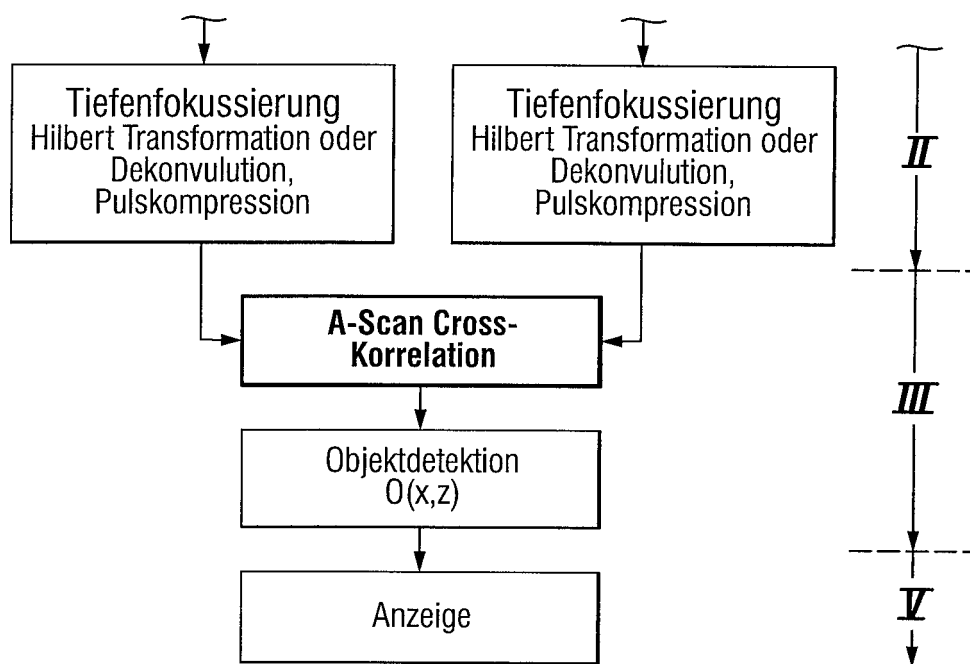 Tiefenfokussierung
Hilbert Transformation oder
Dekonvulution,
Pulskompression
Tiefenfokussierung
Hilbert Transformation oder
Dekonvulution,
Pulskompression
II
A-Scan Cross-
Korrelation
III
Objektdetektion
O(x,z)
Anzeige
V